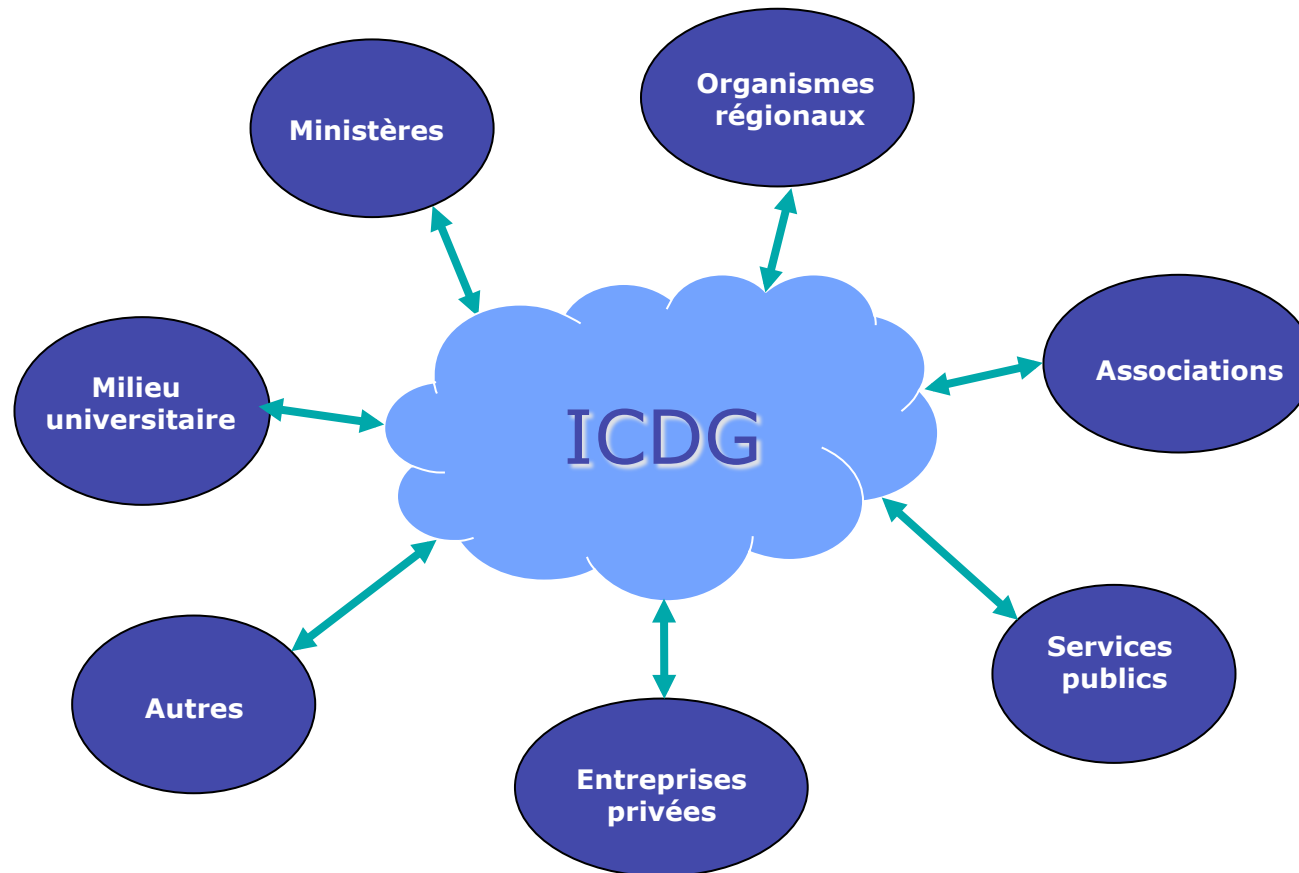 Organismes
régionaux
Ministères
Associations
Milieu
universitaire
ICDG
Services
publics
Autres
Entreprises
privées